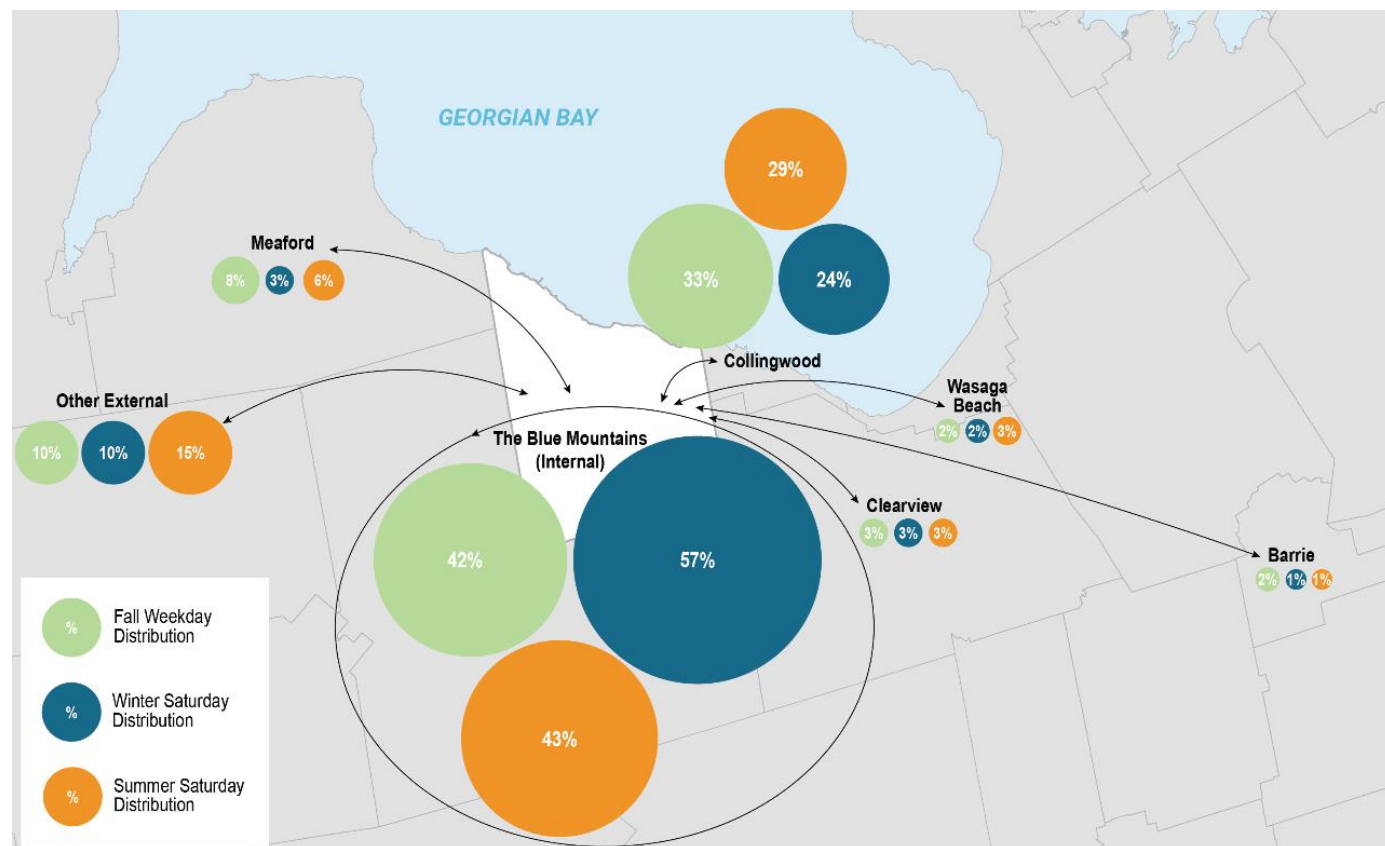 GEORGIAN BAY
29%
33%
24%
Meaford
8%
3%
6%
Collingwood
Wasaga
Beach
2%
2%
3%
Other External
10%
10%
15%
The Blue Mountains
(Internal)
42%
57%
43%
Clearview
3%
3%
3%
Barrie
2%
1%
1%
%
Fall Weekday
Distribution
%
Winter Saturday
Distribution
%
Summer Saturday
Distribution